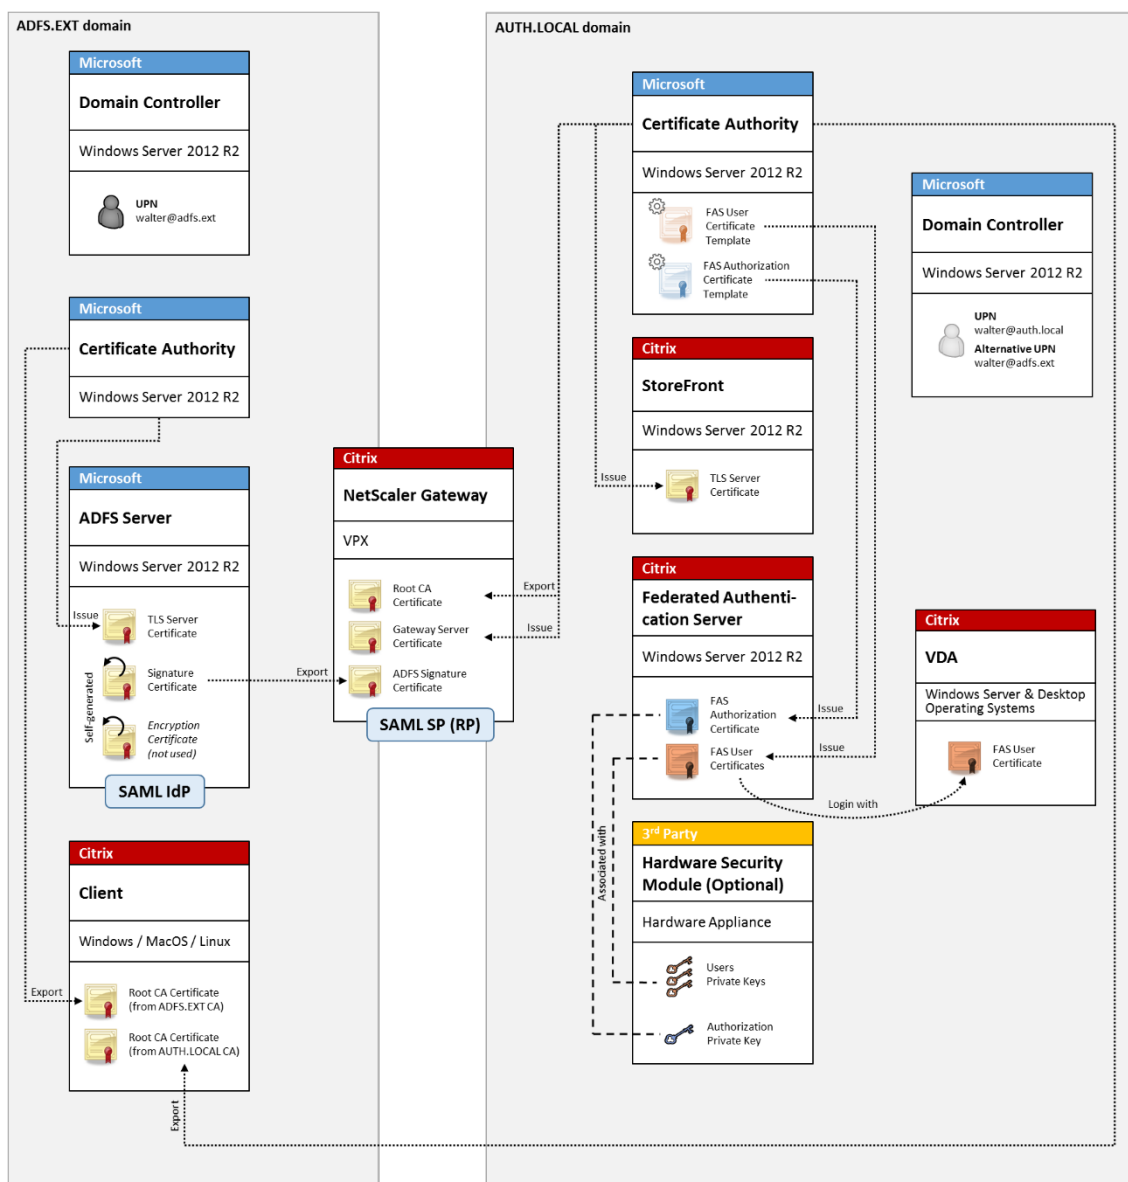 ADFS.EXT domain
Microsoft
Domain Controller
Windows Server 2012 R2
UPN
walter@adfs.ext
Microsoft
Certificate Authority
Windows Server 2012 R2
Microsoft
ADFS Server
Windows Server 2012 R2
Issue
TLS Server
Certificate
Self-generated
Signature
Certificate
Export
Encryption
Certificate
(not used)
SAML IdP
Citrix
Client
Windows / MacOS / Linux
Export
Root CA Certificate
(from ADFS.EXT CA)
Root CA Certificate
(from AUTH.LOCAL CA)
Export
Citrix
NetScaler Gateway
VPX
Root CA
Certificate
Export
Gateway Server
Certificate
Issue
ADFS Signature
Certificate
SAML SP (RP)
AUTH.LOCAL domain
Microsoft
Certificate Authority
Windows Server 2012 R2
FAS User
Certificate
Template
FAS Authorization
Certificate
Template
Citrix
StoreFront
Windows Server 2012 R2
Issue
TLS Server
Certificate
Citrix
Federated Authenti-
cation Server
Windows Server 2012 R2
FAS
Authorization
Certificate
Issue
FAS User
Certificates
Issue
Login with
Associated with
3rd Party
Hardware Security
Module (Optional)
Hardware Appliance
Users
Private Keys
Authorization
Private Key
Microsoft
Domain Controller
Windows Server 2012 R2
UPN
walter@auth.local
Alternative UPN
walter@adfs.ext
Citrix
VDA
Windows Server & Desktop
Operating Systems
FAS User
Certificate